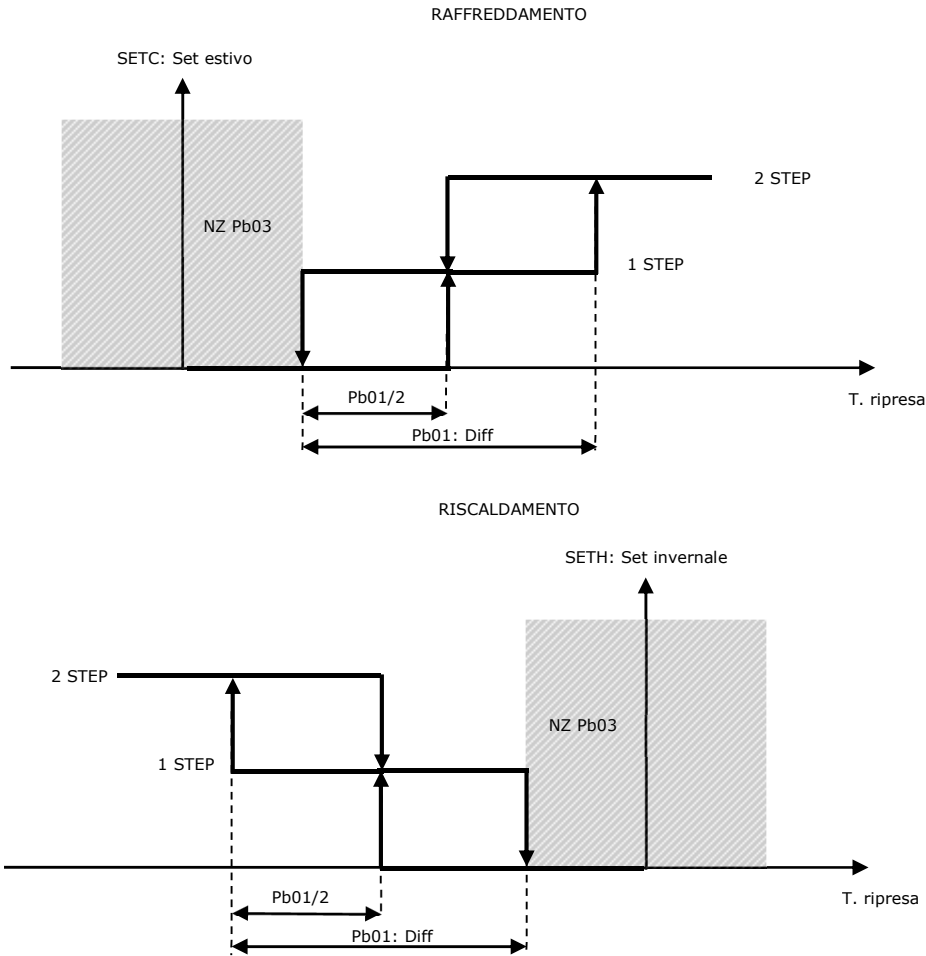 RAFFREDDAMENTO
SETC: Set estivo
2 STEP
NZ Pb03
1 STEP
Pb01/2
T. ripresa
Pb01: Diff
RISCALDAMENTO
SETH: Set invernale
2 STEP
NZ Pb03
1 STEP
Pb01/2
T. ripresa
Pb01: Diff